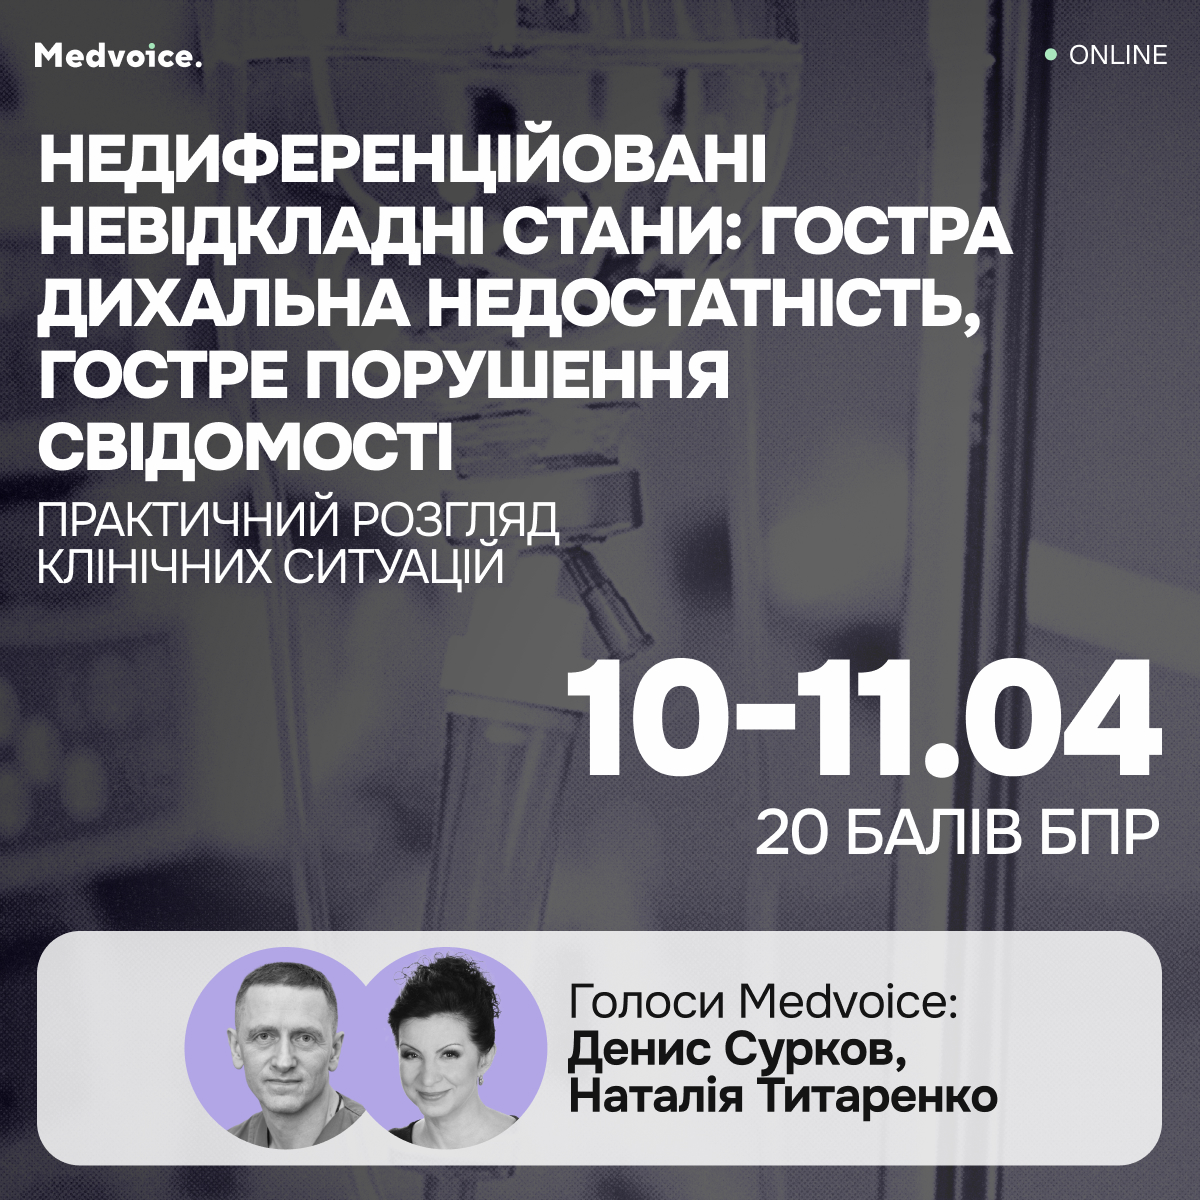 Medvoice.
ONLINE
НЕДИФЕРЕНЦІЙОВАНІ
НЕВІДКЛАДНІ СТАНИ: ГОСТРА
ДИХАЛЬНА НЕДОСТАТНІСТЬ,
ГОСТРЕ ПОРУШЕННЯ
СВІДОМОСТІ
ПРАКТИЧНИЙ РОЗГЛЯД
КЛІНІЧНИХ СИТУАЦІЙ
10-11.04
20 БАЛІВ БПР
Голоси Medvoice:
Денис Сурков,
Наталія Титаренко